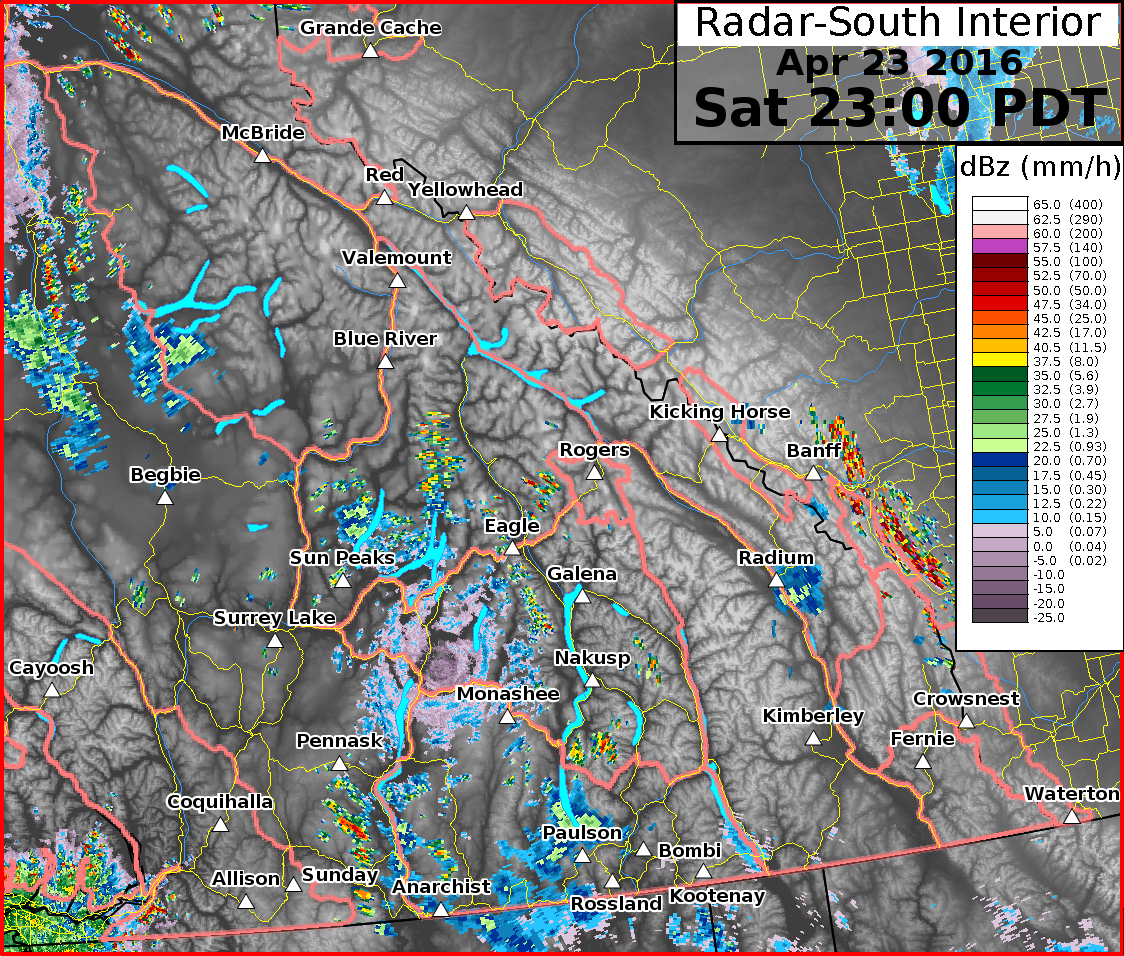 Radar-South Interior
Apr 23 2016
Sat 23:00 PDT
Grande Cache
McBride
Red
Yellowhead
Valemount
Blue River
Kicking Horse
Banff
Rogers
Begbie
Eagle
Sun Peaks
Galena
Radium
Surrey Lake
Cayoosh
Nakusp
Monashee
Crowsnest
Kimberley
Fernie
Pennask
Waterton
Coquihalla
Paulson
Bombi
Allison
Sunday
Anarchist
Kootenay
Rossland
dBz (mm/h)
65.0 (400)
62.5 (290)
60.0 (200)
57.5 (140)
55.0 (100)
52.5 (70.0)
50.0 (50.0)
47.5 (34.0)
45.0 (25.0)
42.5 (17.0)
40.5 (11.5)
37.5 (8.0)
35.0 (5.6)
32.5 (3.9)
30.0 (2.7)
27.5 (1.9)
25.0 (1.3)
22.5 (0.93)
20.0 (0.70)
17.5 (0.45)
15.0 (0.30)
12.5 (0.22)
10.0 (0.15)
5.0 (0.07)
0.0 (0.04)
-5.0 (0.02)
-10.0
-15.0
-20.0
-25.0